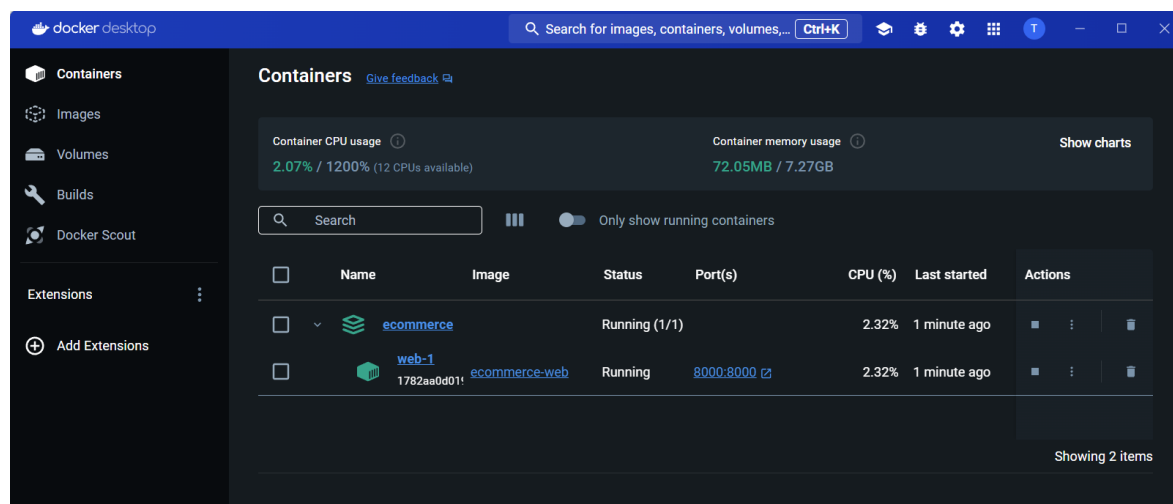 docker desktop
Search for images, containers, volumes,... Ctrl+K
T
Containers
Images
Volumes
Builds
Docker Scout
Extensions
Add Extensions
Containers Give feedback
Container CPU usage
2.07% / 1200% (12 CPUs available)
Container memory usage
72.05MB / 7.27GB
Show charts
Search
Only show running containers
Name Image Status Port(s) CPU (%) Last started Actions
ecommerce Running (1/1) 2.32% 1 minute ago
web-1
1782aa0d019 ecommerce-web Running 8000:8000 2.32% 1 minute ago
Showing 2 items